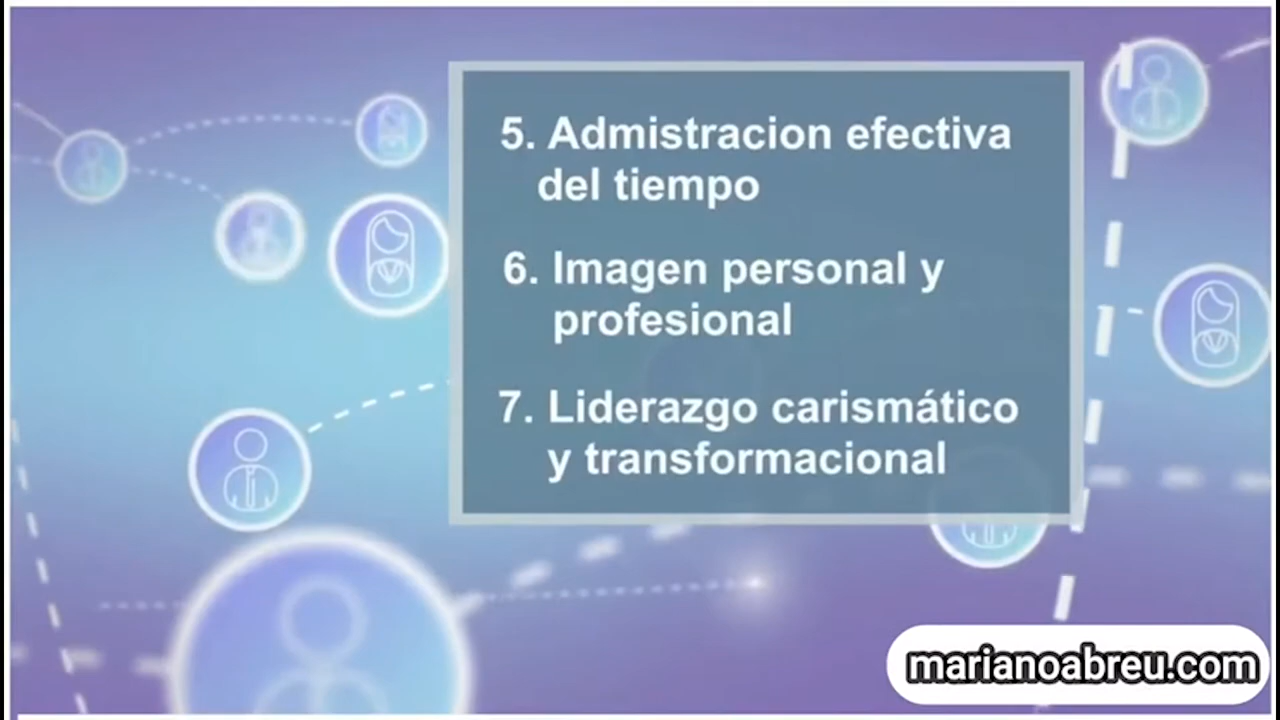 5. Admistracion efectiva
del tiempo
6. Imagen personal y
profesional
7. Liderazgo carismático
y transformacional
marianoabreu.com